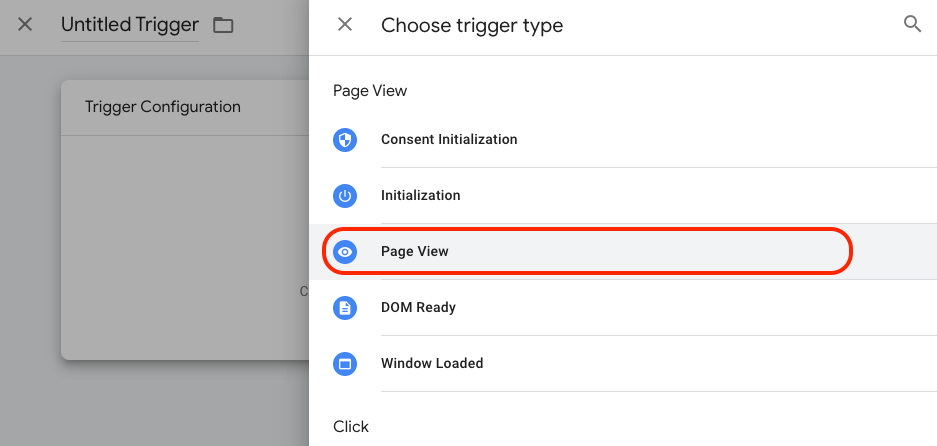 Untitled Trigger
Choose trigger type
Trigger Configuration
Page View
Consent Initialization
Initialization
Page View
DOM Ready
Window Loaded
Click